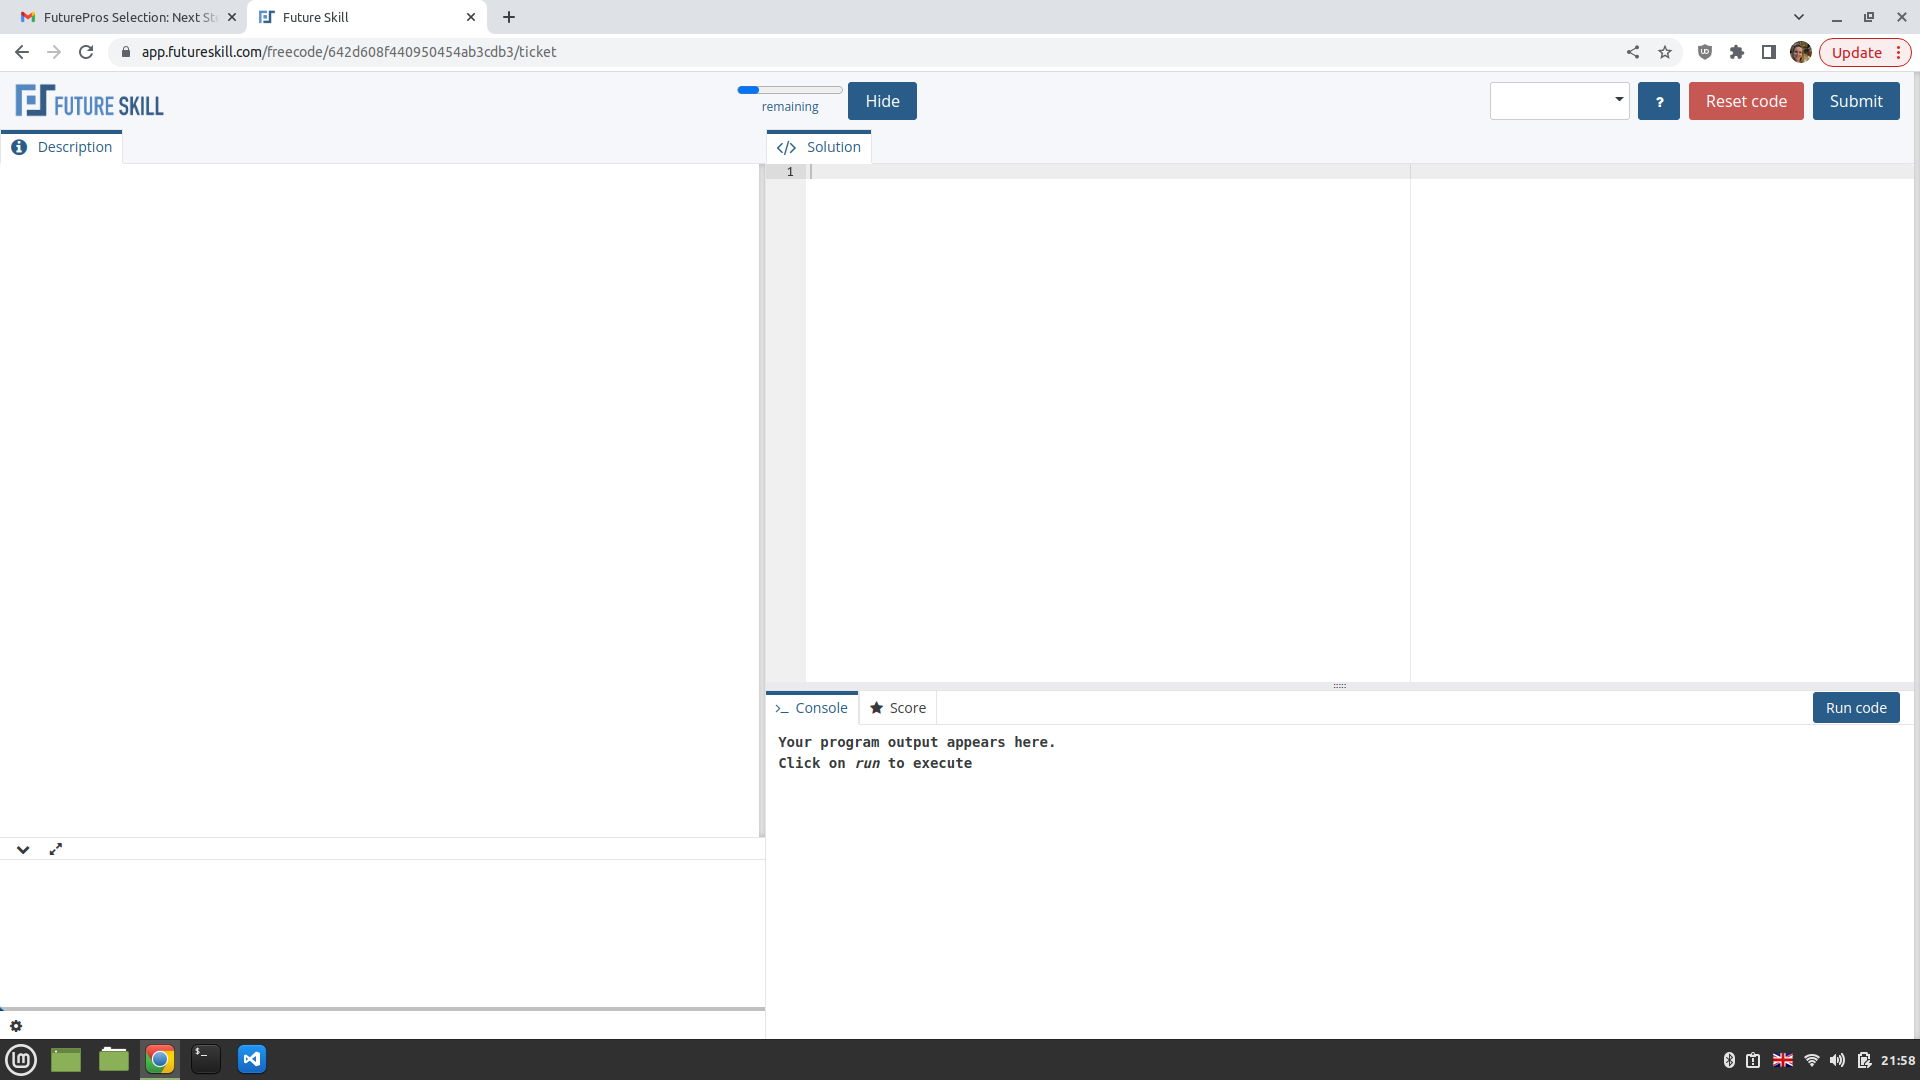 FuturePros Selection: Next St
Future Skill
app.futureskill.com/freecode/642d608f440950454ab3cdb3/ticket
Update
FUTURE SKILL
remaining
Hide
?
Reset code
Submit
Description
</> Solution
1
>_ Console
Score
Run code
Your program output appears here.
Click on run to execute
$_
lm
21:58